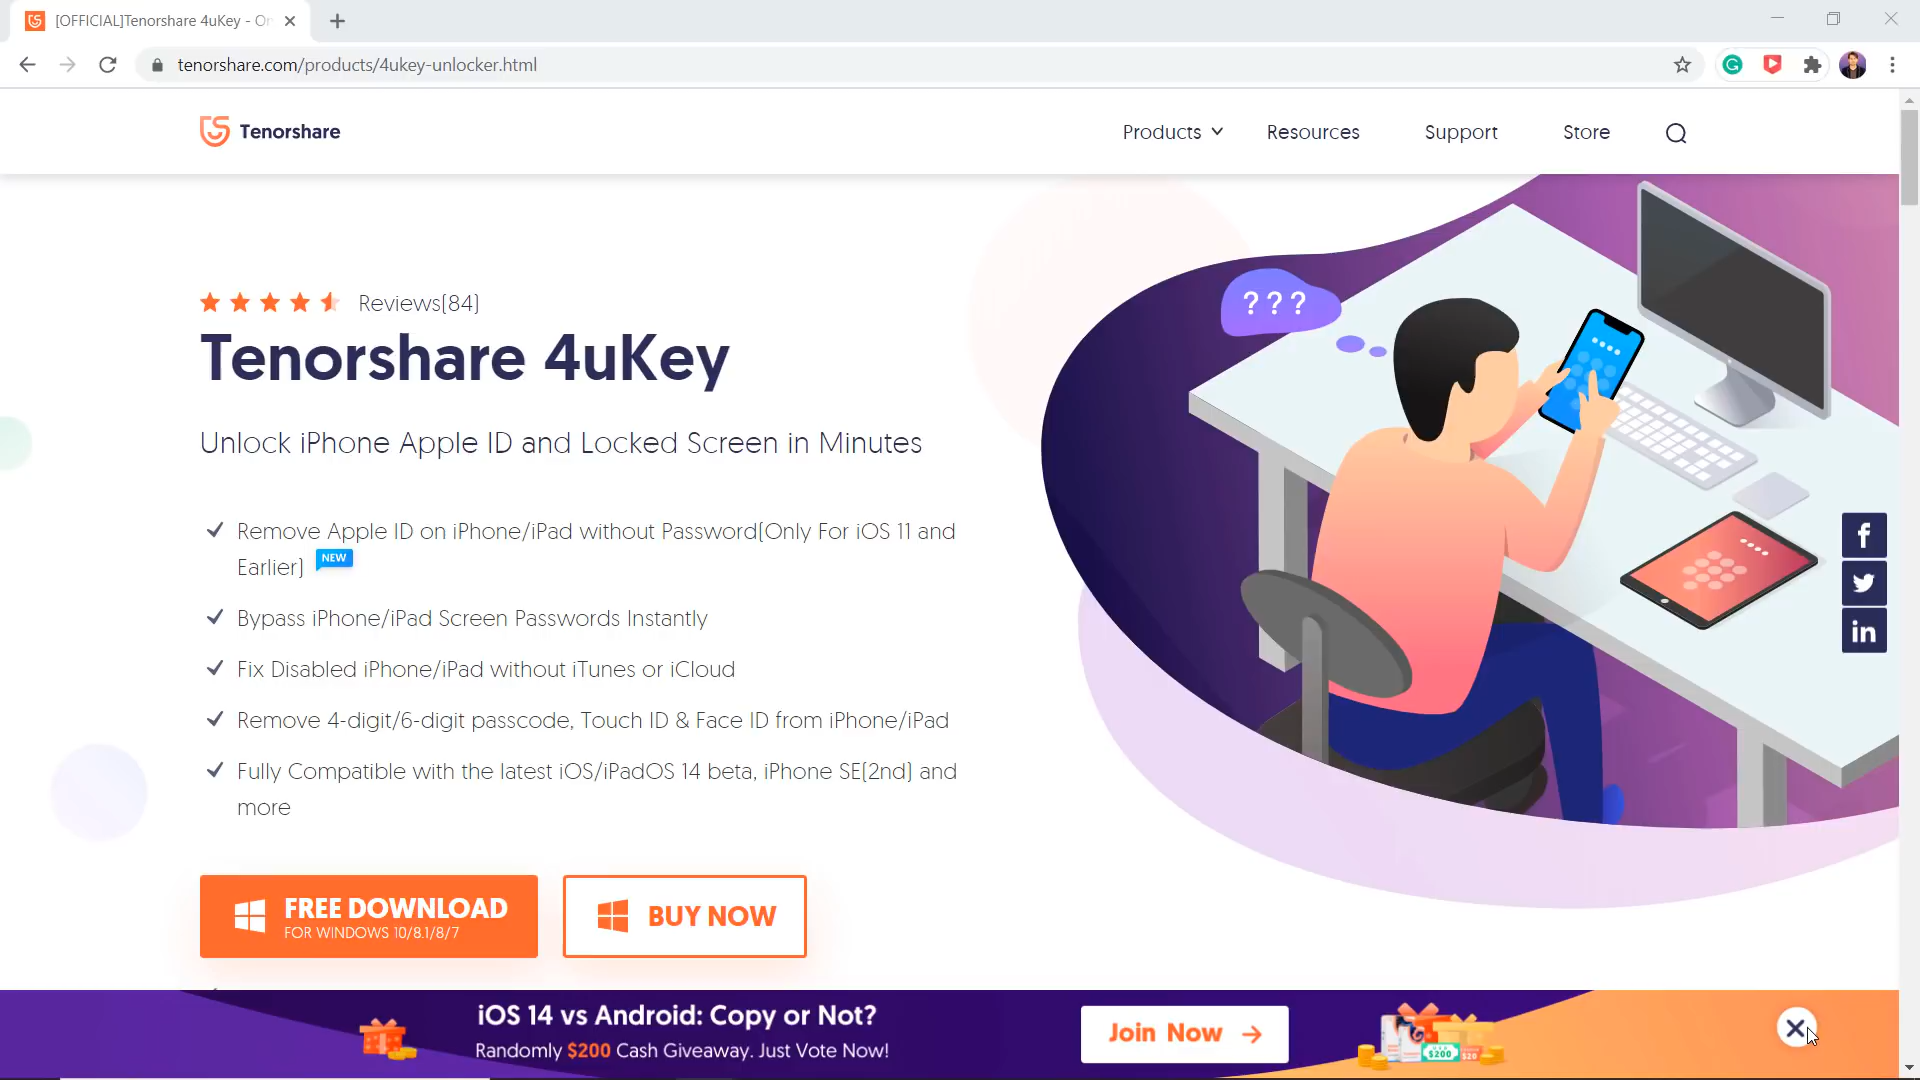 [OFFICIAL]Tenorshare 4uKey - On
tenorshare.com/products/4ukey-unlocker.html
Tenorshare
Products
Resources
Support
Store
Reviews(84)
Tenorshare 4uKey
Unlock iPhone Apple ID and Locked Screen in Minutes
Remove Apple ID on iPhone/iPad without Password(Only For iOS 11 and
Earlier) NEW
Bypass iPhone/iPad Screen Passwords Instantly
Fix Disabled iPhone/iPad without iTunes or iCloud
Remove 4-digit/6-digit passcode, Touch ID & Face ID from iPhone/iPad
Fully Compatible with the latest iOS/iPadOS 14 beta, iPhone SE(2nd) and
more
???
FREE DOWNLOAD
FOR WINDOWS 10/8.1/8/7
BUY NOW
iOS 14 vs Android: Copy or Not?
Randomly $200 Cash Giveaway. Just Vote Now!
Join Now →
$200
$20